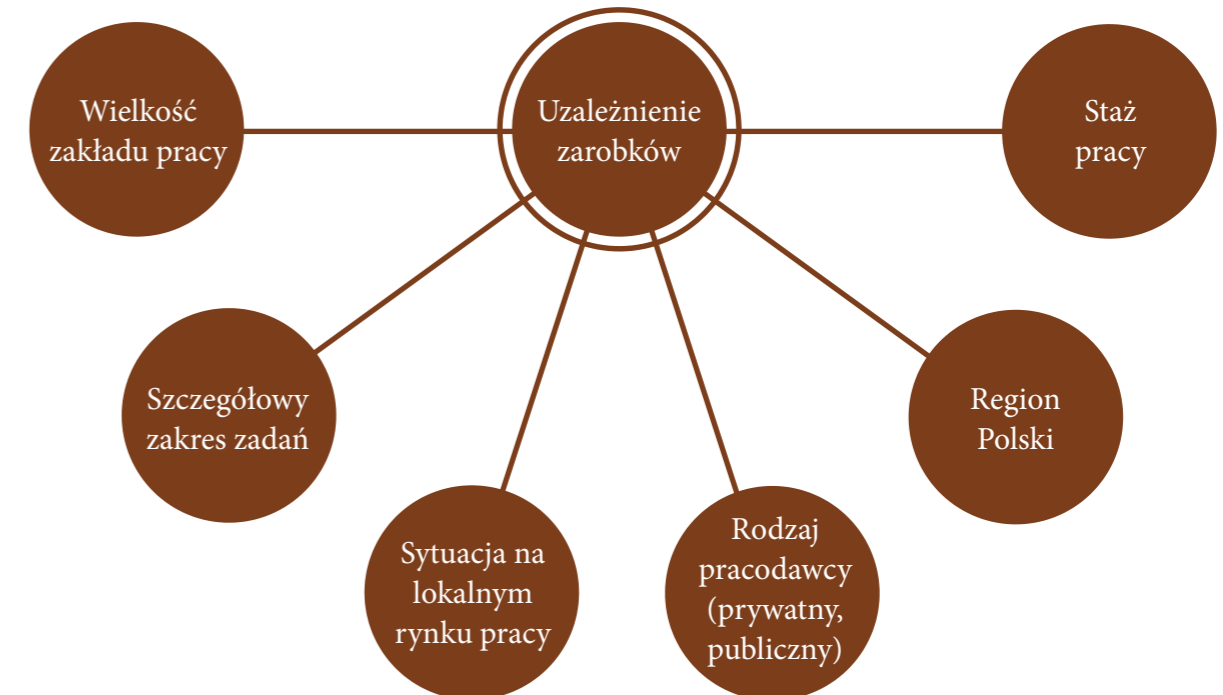 Wielkość
zakładu pracy
Uzależnienie
zarobków
Staż
pracy
Szczegółowy
zakres zadań
Region
Polski
Sytuacja na
lokalnym
rynku pracy
Rodzaj
pracodawcy
(prywatny,
publiczny)